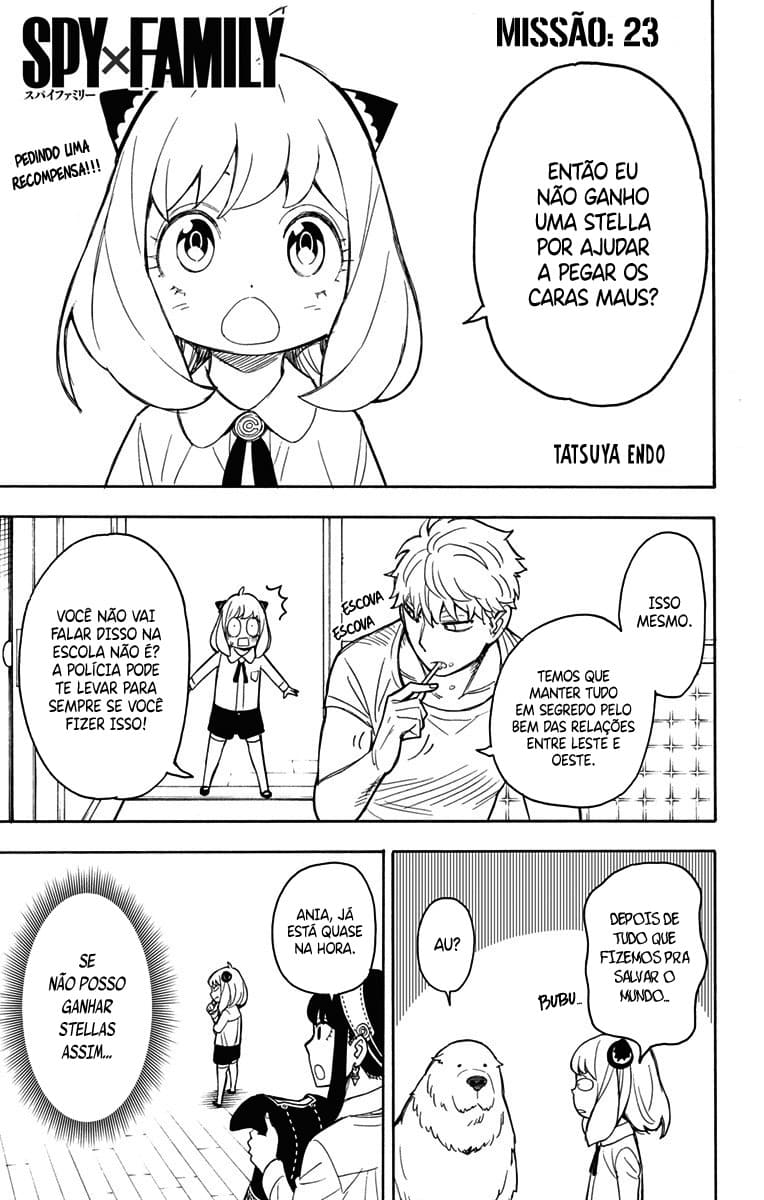 SPY×FAMILY
スパイファミリー
MISSÃO: 23
PEDINDO UMA
RECOMPENSA!!!
ENTÃO EU
NÃO GANHO
UMA STELLA
POR AJUDAR
A PEGAR OS
CARAS MAUS?
TATSUYA ENDO
ISSO
MESMO.
TEMOS QUE
MANTER TUDO
EM SEGREDO PELO
BEM DAS RELAÇÕES
ENTRE LESTE E
OESTE.
ESCOVA
ESCOVA
VOCÊ NÃO VAI
FALAR DISSO NA
ESCOLA NÃO É?
A POLÍCIA PODE
TE LEVAR PARA
SEMPRE SE VOCÊ
FIZER ISSO!
DEPOIS DE
TUDO QUE
FIZEMOS PRA
SALVAR O
MUNDO...
BUBU...
AU?
ANIA, JÁ
ESTÁ QUASE
NA HORA.
SE
NÃO POSSO
GANHAR
STELLAS
ASSIM...